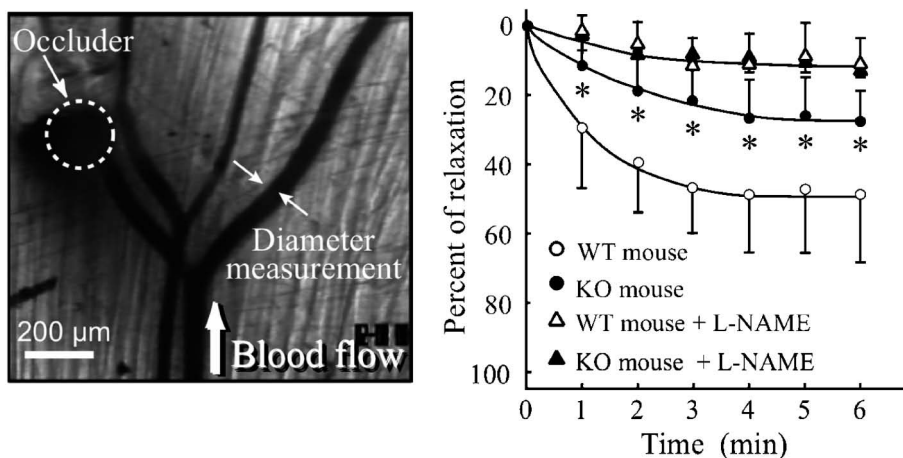 Occluder
Diameter
measurement
200 μm
Blood flow
Percent of relaxation
0
20
40
60
80
100
* * * * * *
WT mouse
KO mouse
WT mouse + L-NAME
KO mouse + L-NAME
0 1 2 3 4 5 6
Time (min)